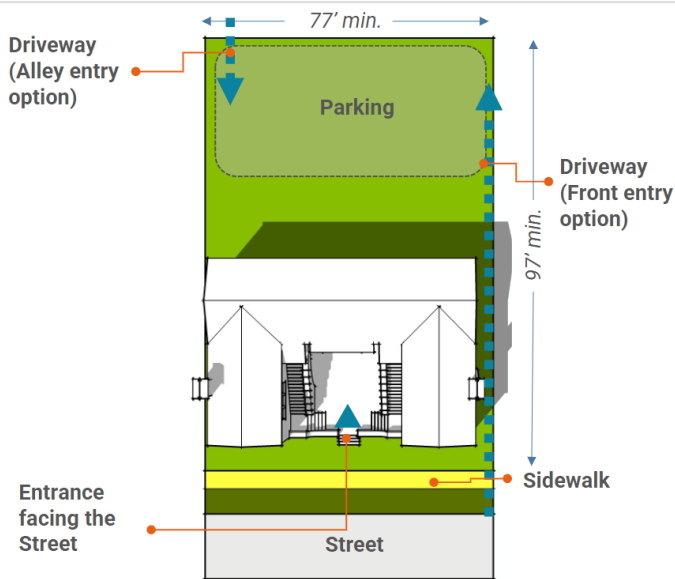 77’ min.
Driveway
(Alley entry
option)
Parking
Driveway
(Front entry
option)
97’ min.
Sidewalk
Entrance
facing the
Street
Street